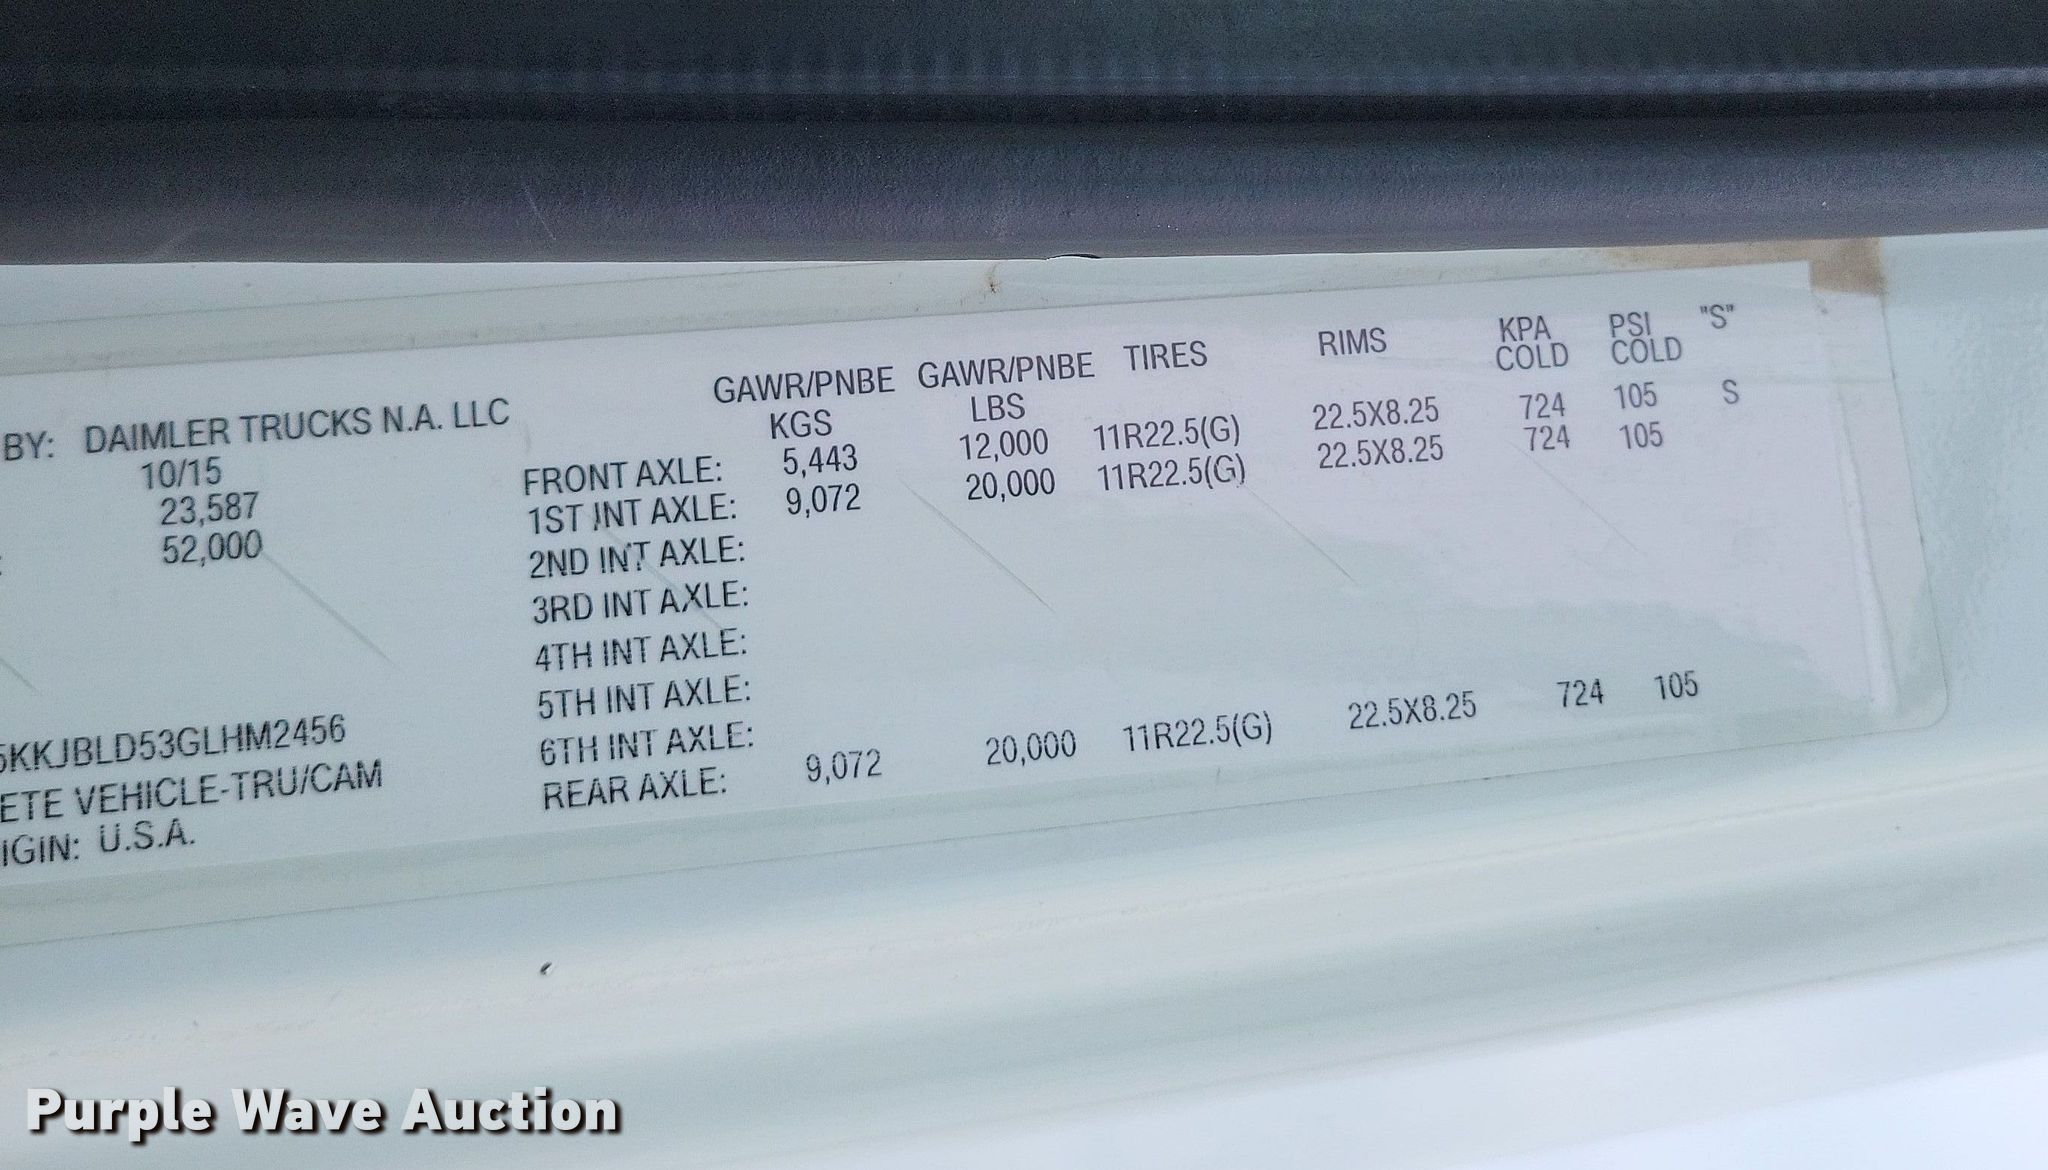 GAWR/PNBE GAWR/PNBE TIRES RIMS KPA PSI "S"
KGS LBS COLD COLD
BY: DAIMLER TRUCKS N.A. LLC
10/15
23,587
52,000
FRONT AXLE: 5,443 12,000 11R22.5(G) 22.5X8.25 724 105 S
1ST INT AXLE: 9,072 20,000 11R22.5(G) 22.5X8.25 724 105
2ND INT AXLE:
3RD INT AXLE:
4TH INT AXLE:
5TH INT AXLE:
6TH INT AXLE:
REAR AXLE: 9,072 20,000 11R22.5(G) 22.5X8.25 724 105
5KKJBLD53GLHM2456
ETE VEHICLE-TRU/CAM
IGIN: U.S.A.
Purple Wave Auction